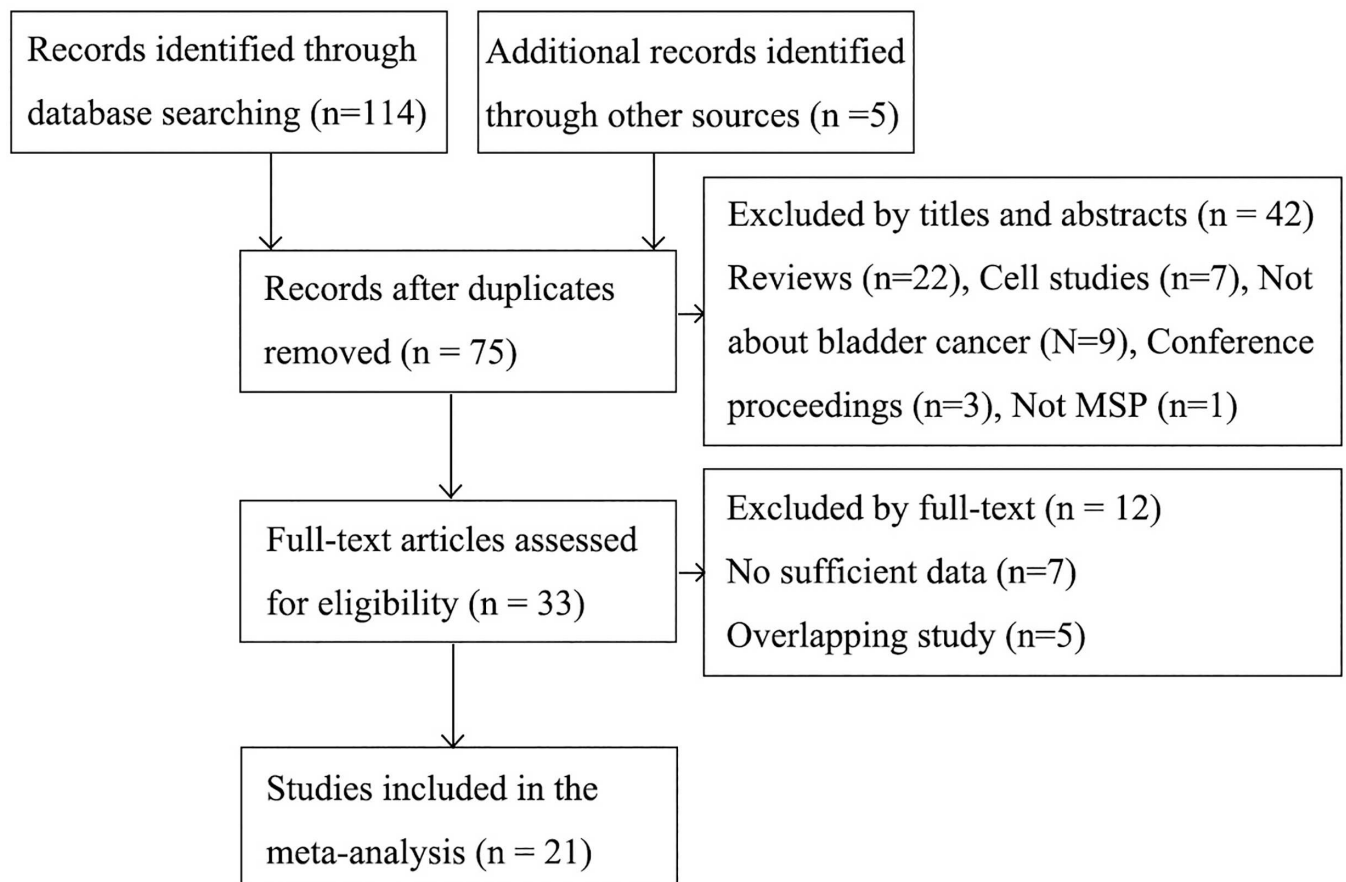 Records identified through
database searching (n=114)
Additional records identified
through other sources (n =5)
Records after duplicates
removed (n = 75)
Excluded by titles and abstracts (n = 42)
Reviews (n=22), Cell studies (n=7), Not
about bladder cancer (N=9), Conference
proceedings (n=3), Not MSP (n=1)
Full-text articles assessed
for eligibility (n = 33)
Excluded by full-text (n = 12)
No sufficient data (n=7)
Overlapping study (n=5)
Studies included in the
meta-analysis (n = 21)